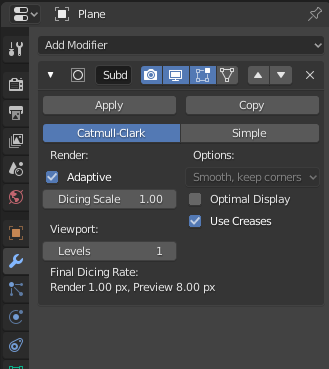 Plane
Add Modifier
Subd
Apply
Copy
Catmull-Clark
Simple
Render:
Options:
Adaptive
Smooth, keep corners
Dicing Scale 1.00
Optimal Display
Use Creases
Viewport:
Levels 1
Final Dicing Rate:
Render 1.00 px, Preview 8.00 px